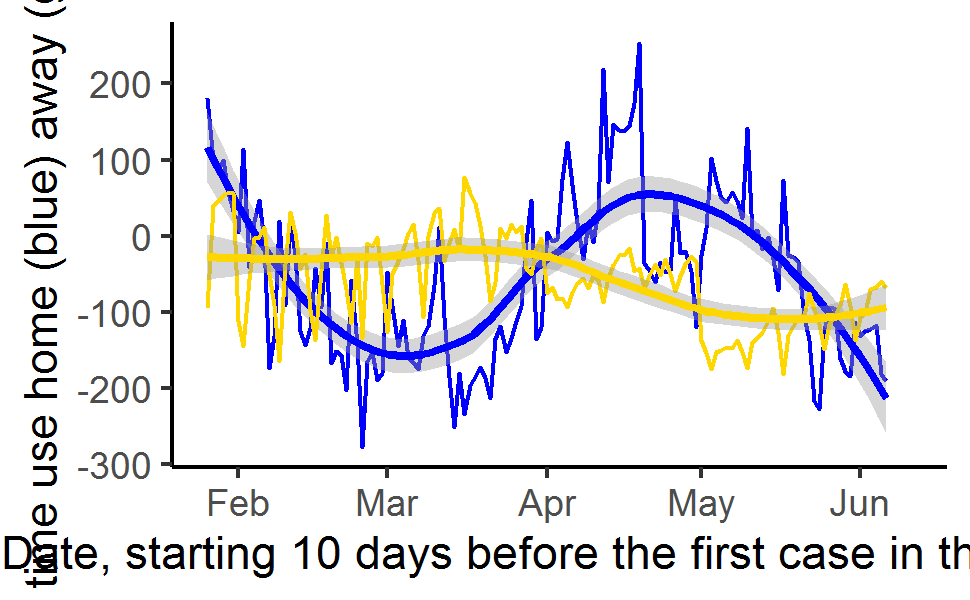 time use home (blue) away (
200
100
0
-100
-200
-300
Feb Mar Apr May Jun
Date, starting 10 days before the first case in th